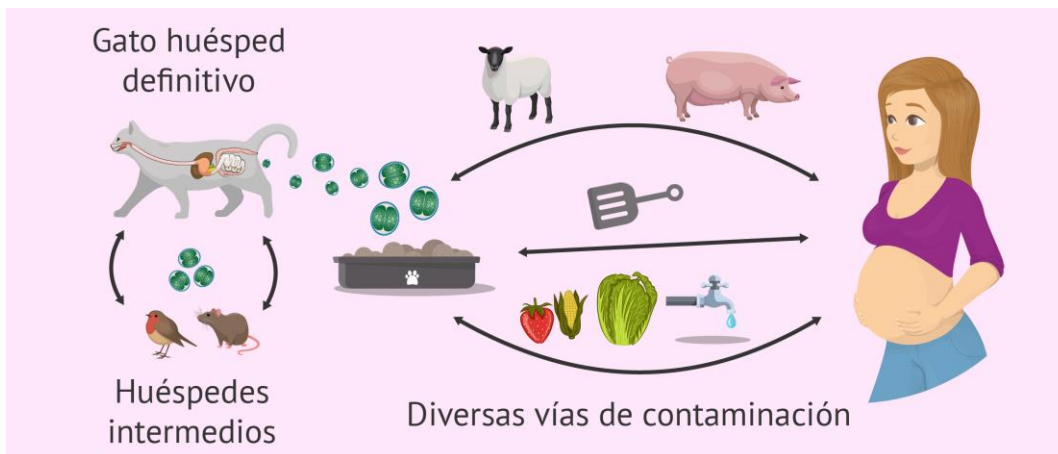 Gato huésped
definitivo
Huéspedes
intermedios
Diversas vías de contaminación